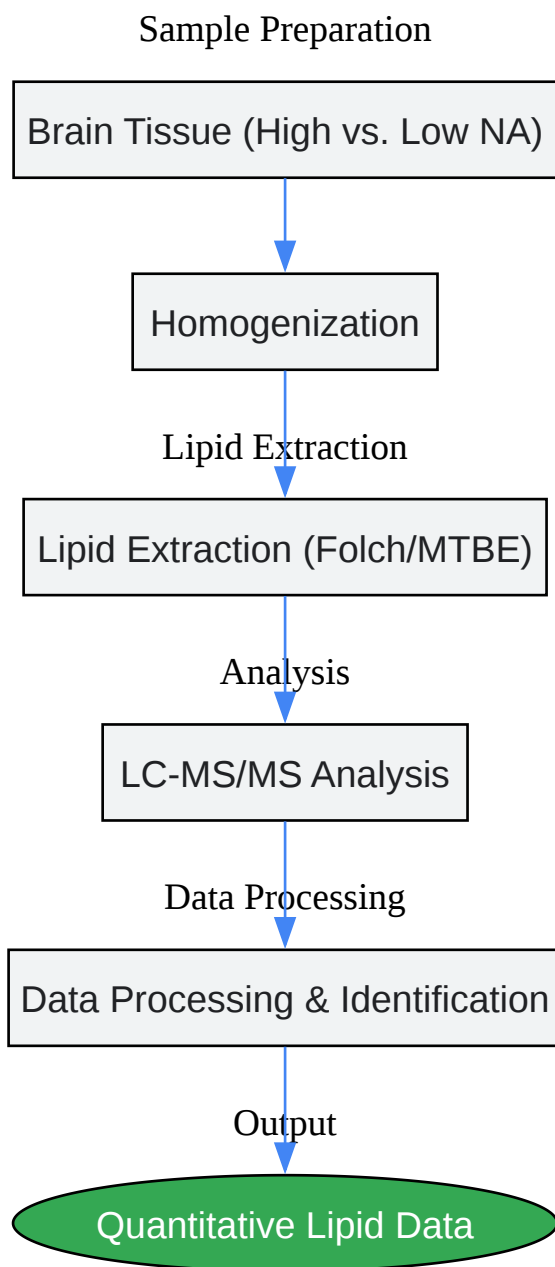 Sample Preparation
Brain Tissue (High vs. Low NA)
Homogenization
Lipid Extraction
Lipid Extraction (Folch/MTBE)
Analysis
LC-MS/MS Analysis
Data Processing
Data Processing & Identification
Output
Quantitative Lipid Data